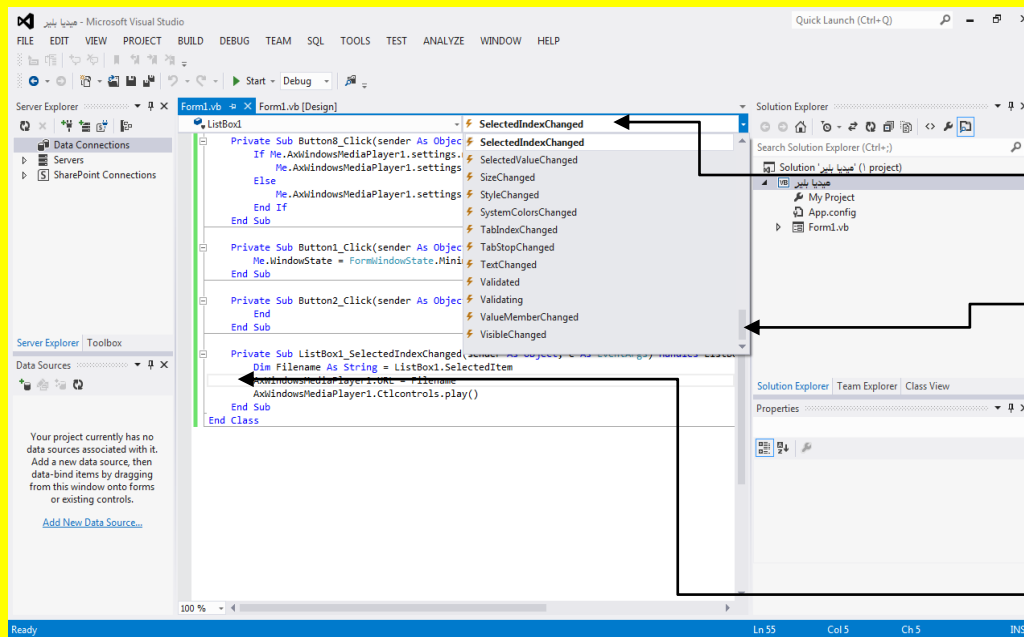 ميديا بلير - Microsoft Visual Studio
Quick Launch (Ctrl+Q)
FILE EDIT VIEW PROJECT BUILD DEBUG TEAM SQL TOOLS TEST ANALYZE WINDOW HELP
Start Debug
Server Explorer
Data Connections
Servers
SharePoint Connections
Server Explorer Toolbox
Data Sources
Your project currently has no
data sources associated with it.
Add a new data source, then
data-bind items by dragging
from this window onto forms
or existing controls.
Add New Data Source...
Form1.vb Form1.vb [Design]
ListBox1 SelectedIndexChanged
SelectedIndexChanged
SelectedValueChanged
SizeChanged
StyleChanged
SystemColorsChanged
TabIndexChanged
TabStopChanged
TextChanged
Validated
Validating
ValueMemberChanged
VisibleChanged
Private Sub Button8_Click(sender As Objec
If Me.AxWindowsMediaPlayer1.settings.
Me.AxWindowsMediaPlayer1.settings
Else
Me.AxWindowsMediaPlayer1.settings
End If
End Sub
Private Sub Button1_Click(sender As Objec
Me.WindowState = FormWindowState.Mini
End Sub
Private Sub Button2_Click(sender As Objec
End
End Sub
Private Sub ListBox1_SelectedIndexChanged(sender As Object, e As EventArgs) Handles ListBo
Dim Filename As String = ListBox1.SelectedItem
AxWindowsMediaPlayer1.URL = Filename
AxWindowsMediaPlayer1.Ctlcontrols.play()
End Sub
End Class
100 %
Solution Explorer
Search Solution Explorer (Ctrl+;)
Solution 'ميديا بلير' (١ project)
ميديا بلير
My Project
App.config
Form1.vb
Solution Explorer Team Explorer Class View
Properties
Ready Ln 55 Col 5 Ch 5 INS